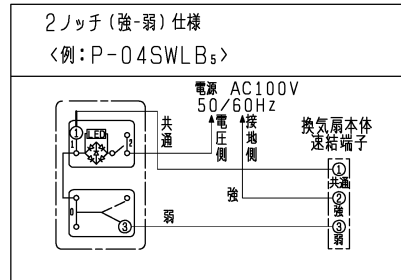 2ノッチ(強-弱)仕様
<例:P-04SWLB₅>
電源 AC100V
50/60Hz
共通
電圧側
接地側
換気扇本体
速結端子
① LED
1 2
①
共通
強
②
強
0
③
弱
③
弱